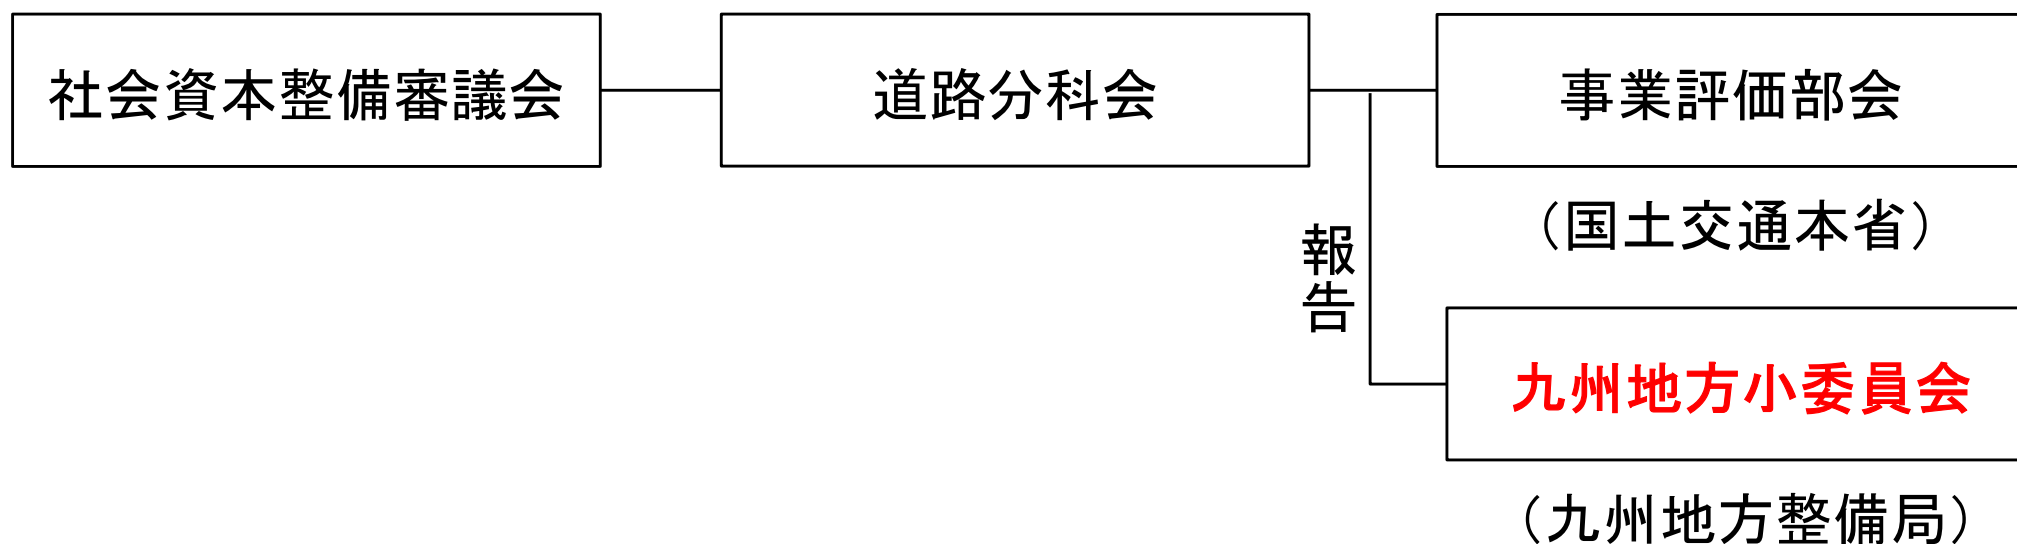 社会資本整備審議会
道路分科会
事業評価部会
（国土交通本省）
報告
九州地方小委員会
（九州地方整備局）